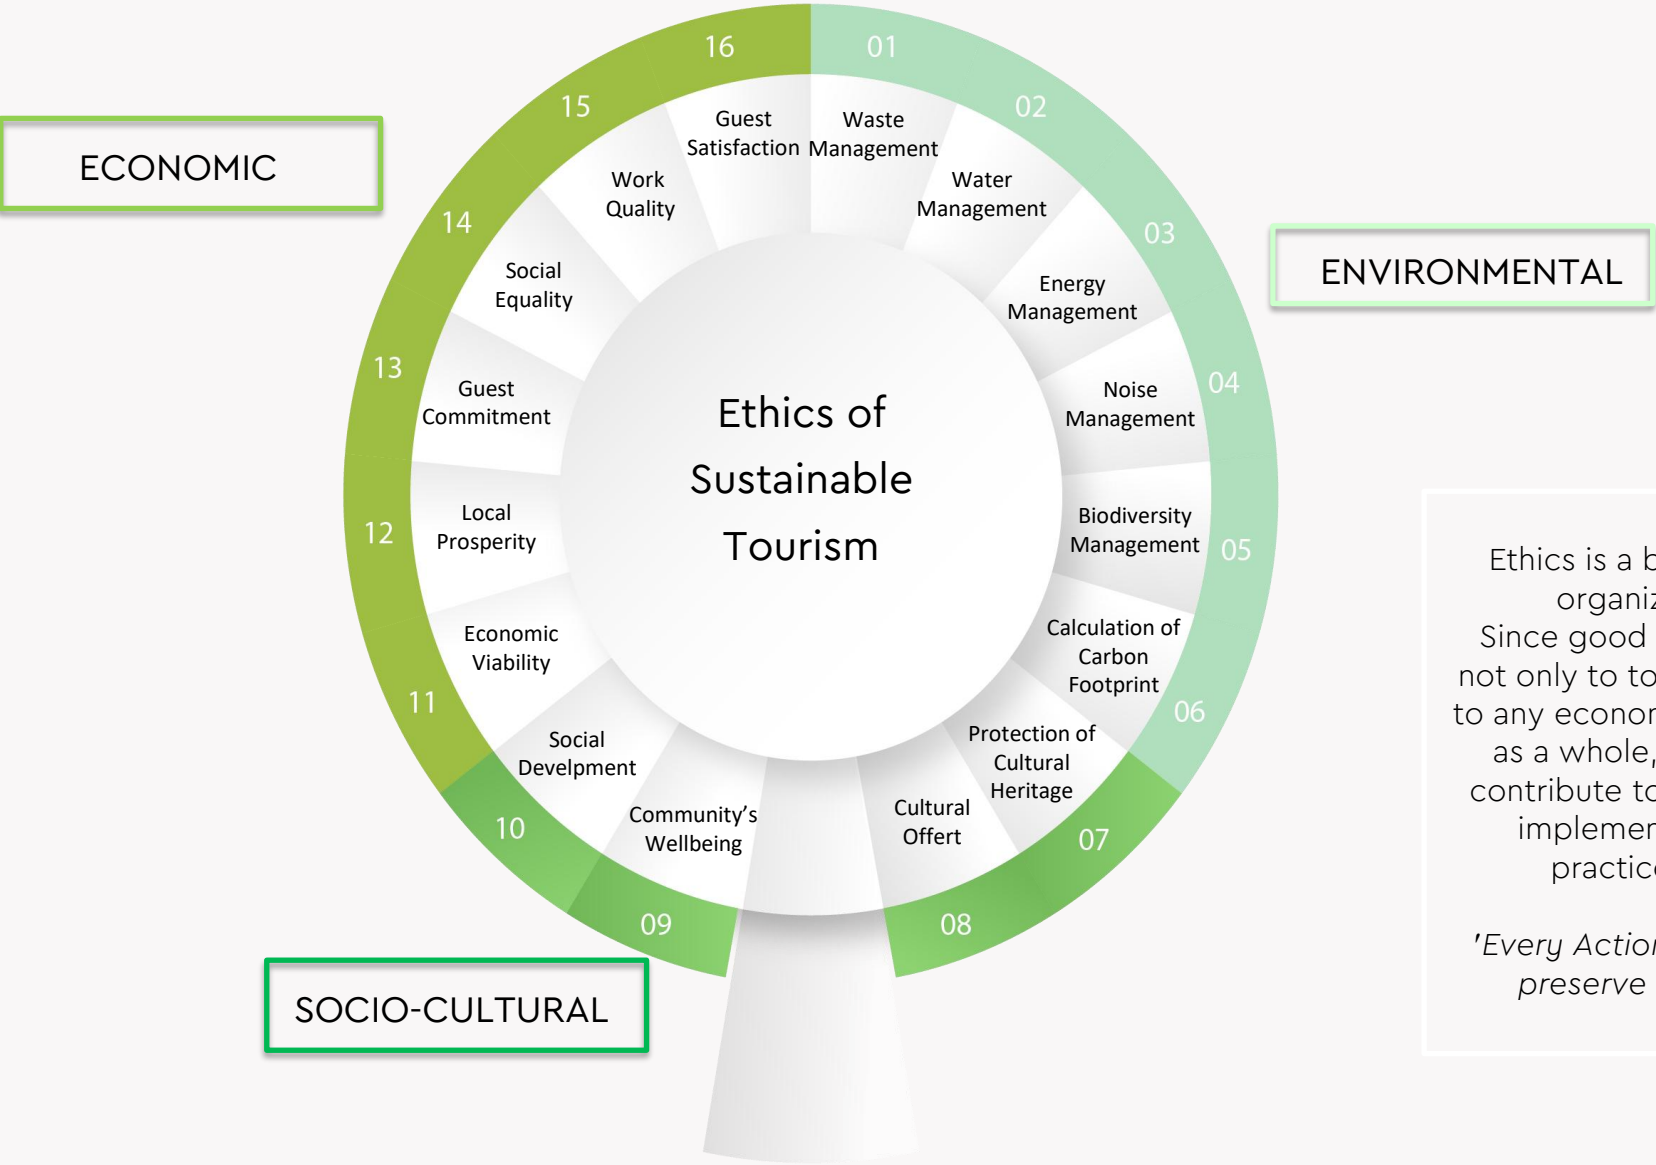 ECONOMIC
ENVIRONMENTAL
SOCIO-CULTURAL
Ethics of
Sustainable
Tourism
01
Waste
Management
02
Water
Management
03
Energy
Management
04
Noise
Management
05
Biodiversity
Management
06
Calculation of
Carbon
Footprint
07
Protection of
Cultural
Heritage
08
Cultural
Offert
09
Community's
Wellbeing
10
Social
Develpment
11
Economic
Viability
12
Local
Prosperity
13
Guest
Commitment
14
Social
Equality
15
Work
Quality
16
Guest
Satisfaction
Ethics is a
Since good
not only to
to any
as a whole,
contribute
'Every Action
preserve